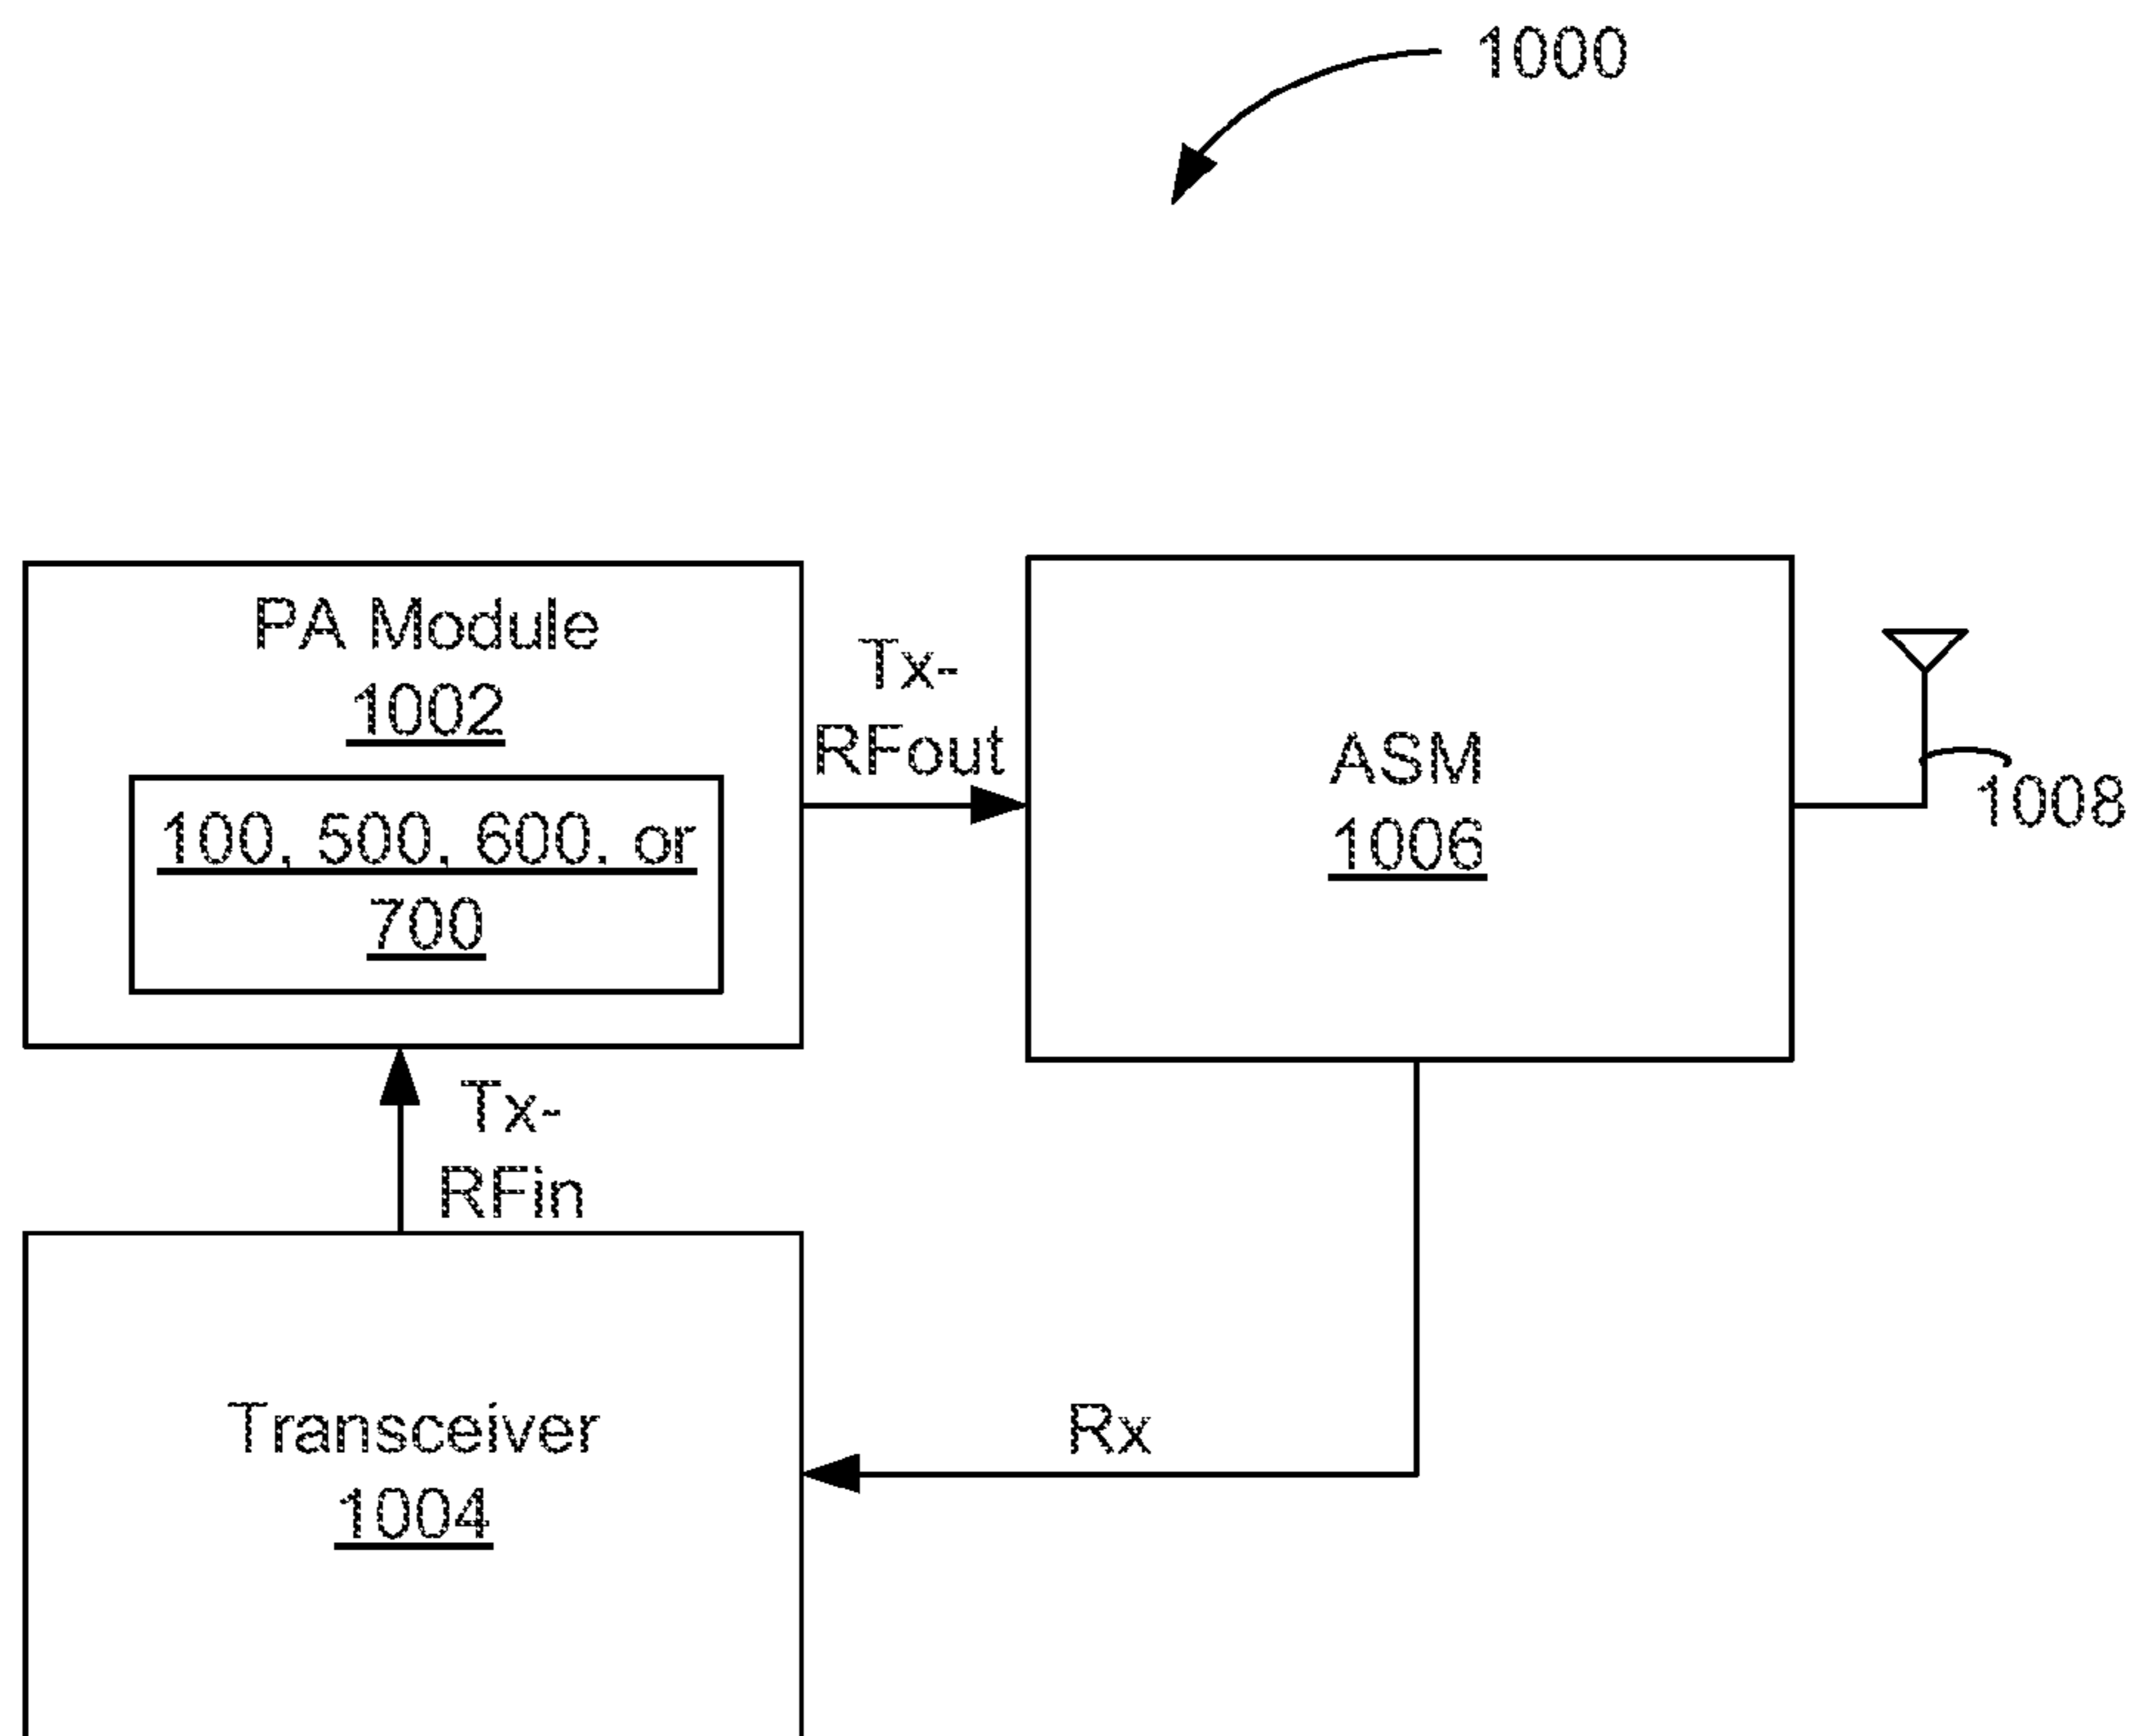 1000
PA Module
1002
100, 500, 600, or
700
Tx-
RFout
ASM
1006
1008
Tx-
RFin
Transceiver
1004
Rx